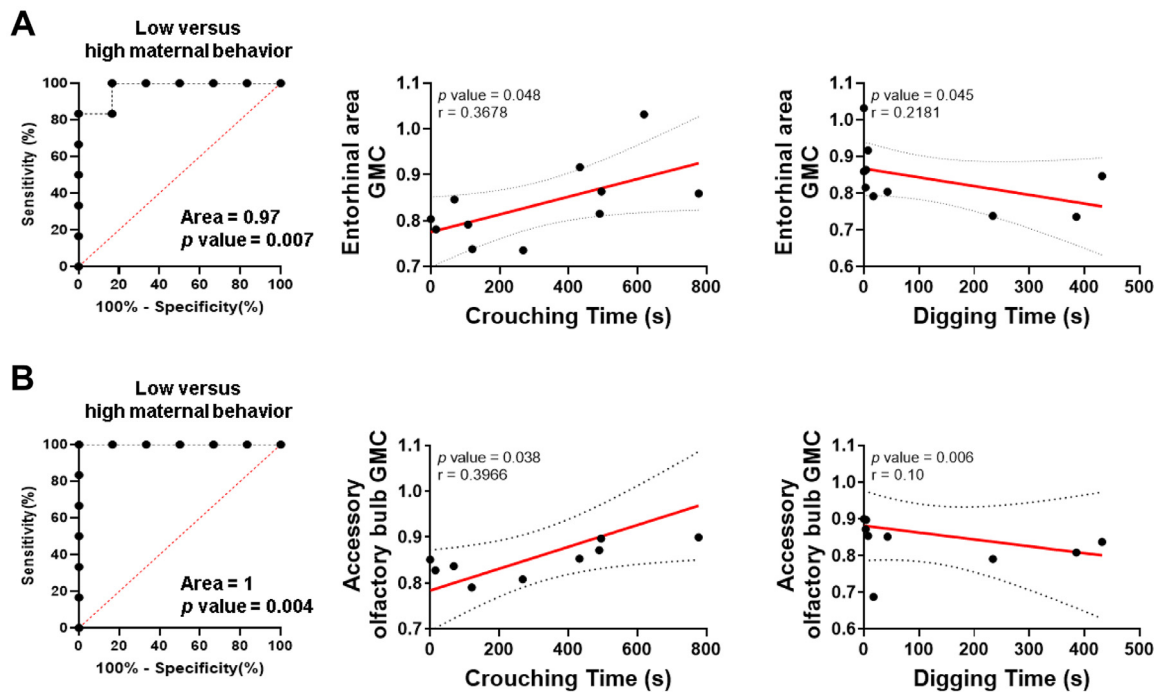 A
Low versus
high maternal behavior
100
80
60
40
20
0
Sensitivity (%)
Area = 0.97
p value = 0.007
0 20 40 60 80 100
100% - Specificity(%)
1.1
1.0
0.9
0.8
0.7
Entorhinal area
GMC
p value = 0.048
r = 0.3678
0 200 400 600 800
Crouching Time (s)
1.1
1.0
0.9
0.8
0.7
0.6
Entorhinal area
GMC
p value = 0.045
r = 0.2181
0 100 200 300 400 500
Digging Time (s)
B
Low versus
high maternal behavior
100
80
60
40
20
0
Sensitivity(%)
Area = 1
p value = 0.004
0 20 40 60 80 100
100% - Specificity(%)
1.1
1.0
0.9
0.8
0.7
Accessory
olfactory bulb GMC
p value = 0.038
r = 0.3966
0 200 400 600 800
Crouching Time (s)
1.1
1.0
0.9
0.8
0.7
0.6
Accessory
olfactory bulb GMC
p value = 0.006
r = 0.10
0 100 200 300 400 500
Digging Time (s)